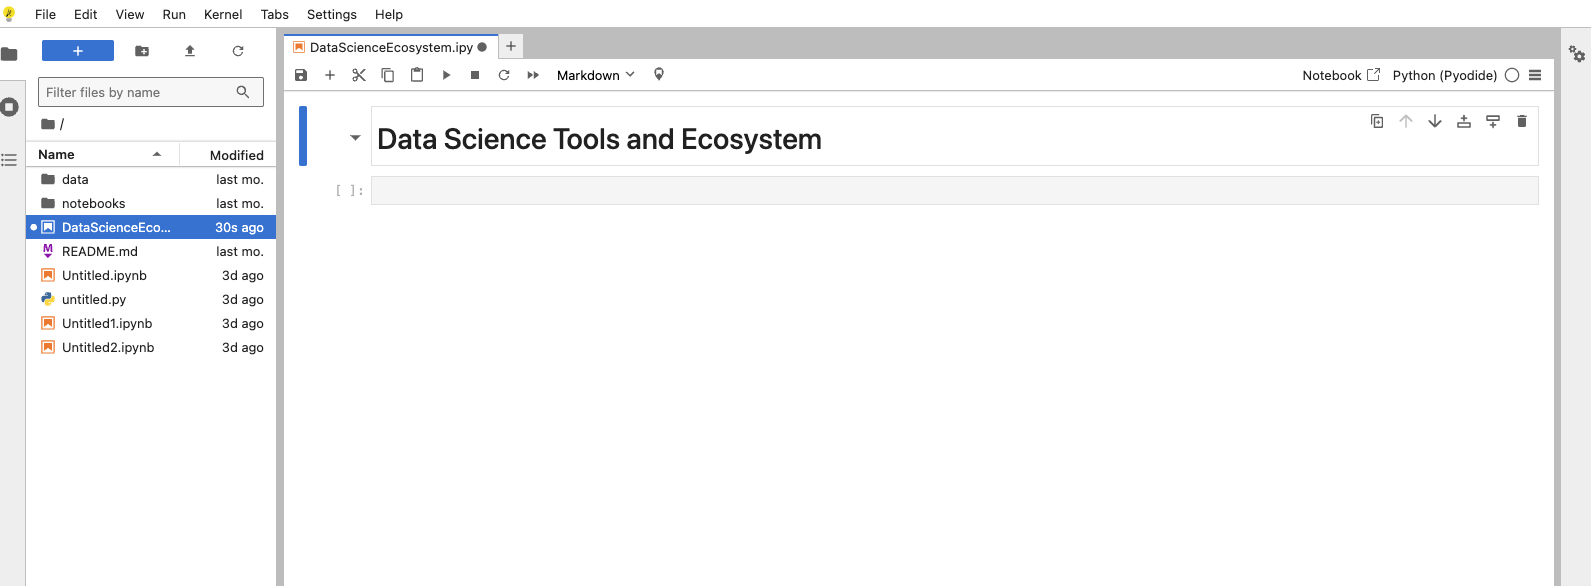 File Edit View Run Kernel Tabs Settings Help
+
Filter files by name
/
Name Modified
data last mo.
notebooks last mo.
DataScienceEco... 30s ago
README.md last mo.
Untitled.ipynb 3d ago
untitled.py 3d ago
Untitled1.ipynb 3d ago
Untitled2.ipynb 3d ago
DataScienceEcosystem.ipy
Markdown Notebook Python (Pyodide)
Data Science Tools and Ecosystem
[ ]: